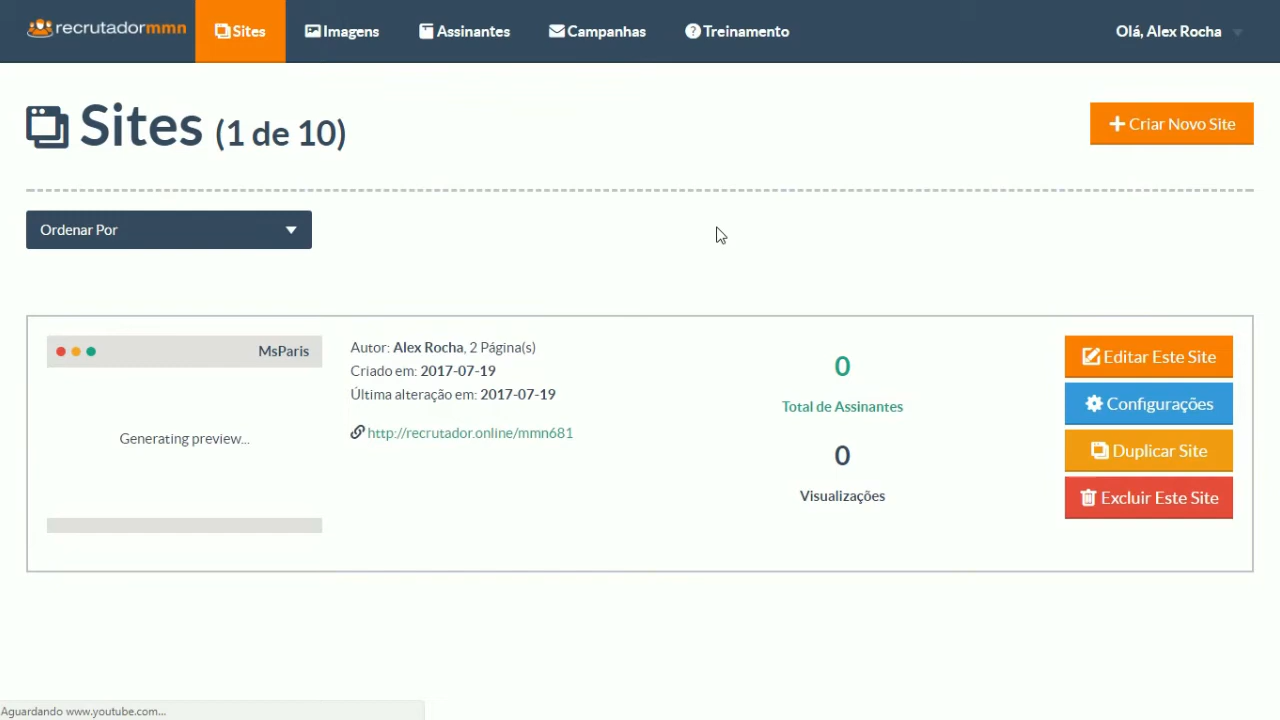 recrutadormmn Sites Imagens Assinantes Campanhas Treinamento Olá, Alex Rocha
Sites (1 de 10)
Criar Novo Site
Ordenar Por
MsParis
Generating preview...
Autor: Alex Rocha, 2 Página(s)
Criado em: 2017-07-19
Última alteração em: 2017-07-19
http://recrutador.online/mmn681
0
Total de Assinantes
0
Visualizações
Editar Este Site
Configurações
Duplicar Site
Excluir Este Site
Aguardando www.youtube.com...